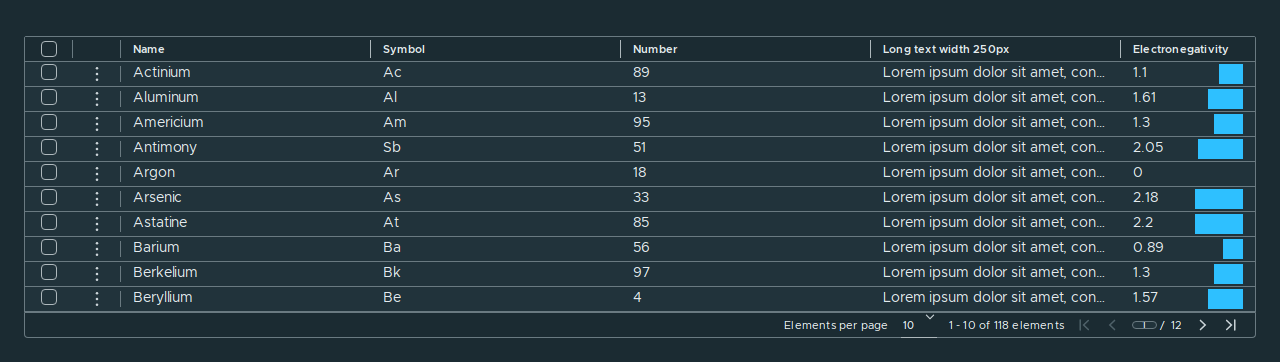 Name Symbol Number Long text width 250px Electronegativity
Actinium Ac 89 Lorem ipsum dolor sit amet, con... 1.1
Aluminum Al 13 Lorem ipsum dolor sit amet, con... 1.61
Americium Am 95 Lorem ipsum dolor sit amet, con... 1.3
Antimony Sb 51 Lorem ipsum dolor sit amet, con... 2.05
Argon Ar 18 Lorem ipsum dolor sit amet, con... 0
Arsenic As 33 Lorem ipsum dolor sit amet, con... 2.18
Astatine At 85 Lorem ipsum dolor sit amet, con... 2.2
Barium Ba 56 Lorem ipsum dolor sit amet, con... 0.89
Berkelium Bk 97 Lorem ipsum dolor sit amet, con... 1.3
Beryllium Be 4 Lorem ipsum dolor sit amet, con... 1.57
Elements per page 10 1 - 10 of 118 elements / 12